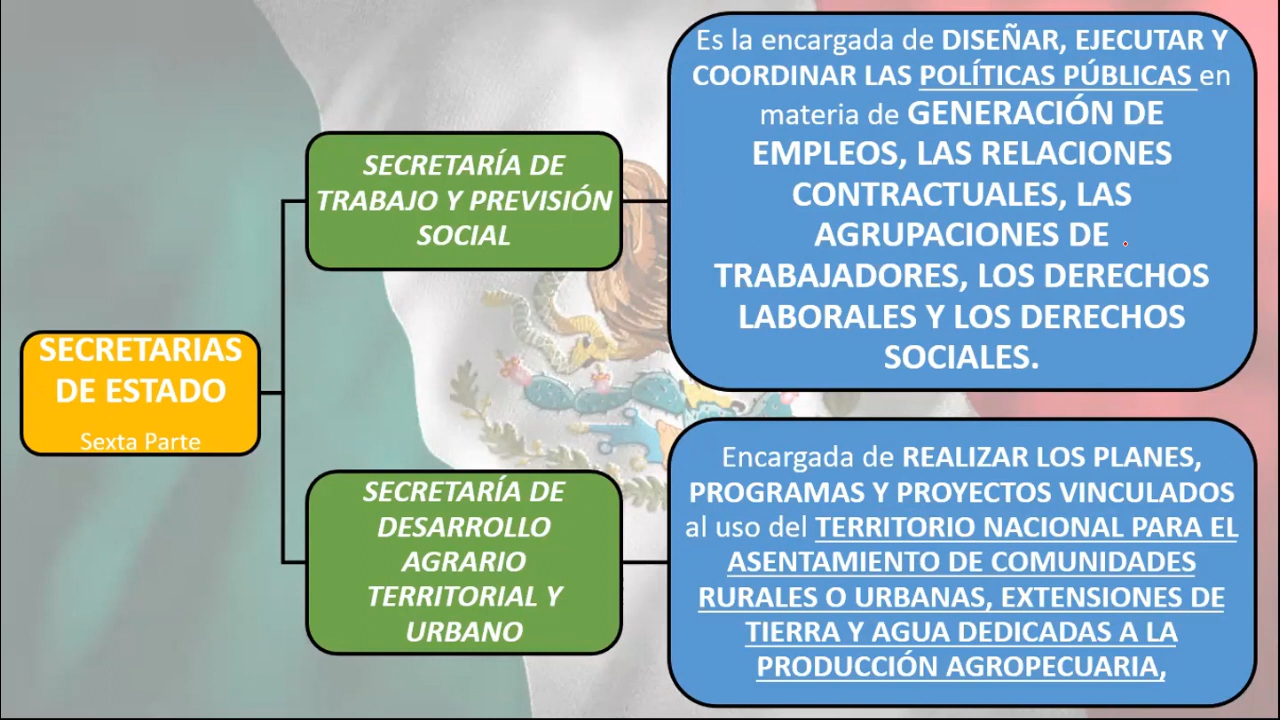 SECRETARIAS
DE ESTADO
Sexta Parte
SECRETARÍA DE
TRABAJO Y PREVISIÓN
SOCIAL
Es la encargada de DISEÑAR, EJECUTAR Y
COORDINAR LAS POLÍTICAS PÚBLICAS en
materia de GENERACIÓN DE
EMPLEOS, LAS RELACIONES
CONTRACTUALES, LAS
AGRUPACIONES DE
TRABAJADORES, LOS DERECHOS
LABORALES Y LOS DERECHOS
SOCIALES.
SECRETARÍA DE
DESARROLLO
AGRARIO
TERRITORIAL Y
URBANO
Encargada de REALIZAR LOS PLANES,
PROGRAMAS Y PROYECTOS VINCULADOS
al uso del TERRITORIO NACIONAL PARA EL
ASENTAMIENTO DE COMUNIDADES
RURALES O URBANAS, EXTENSIONES DE
TIERRA Y AGUA DEDICADAS A LA
PRODUCCIÓN AGROPECUARIA,